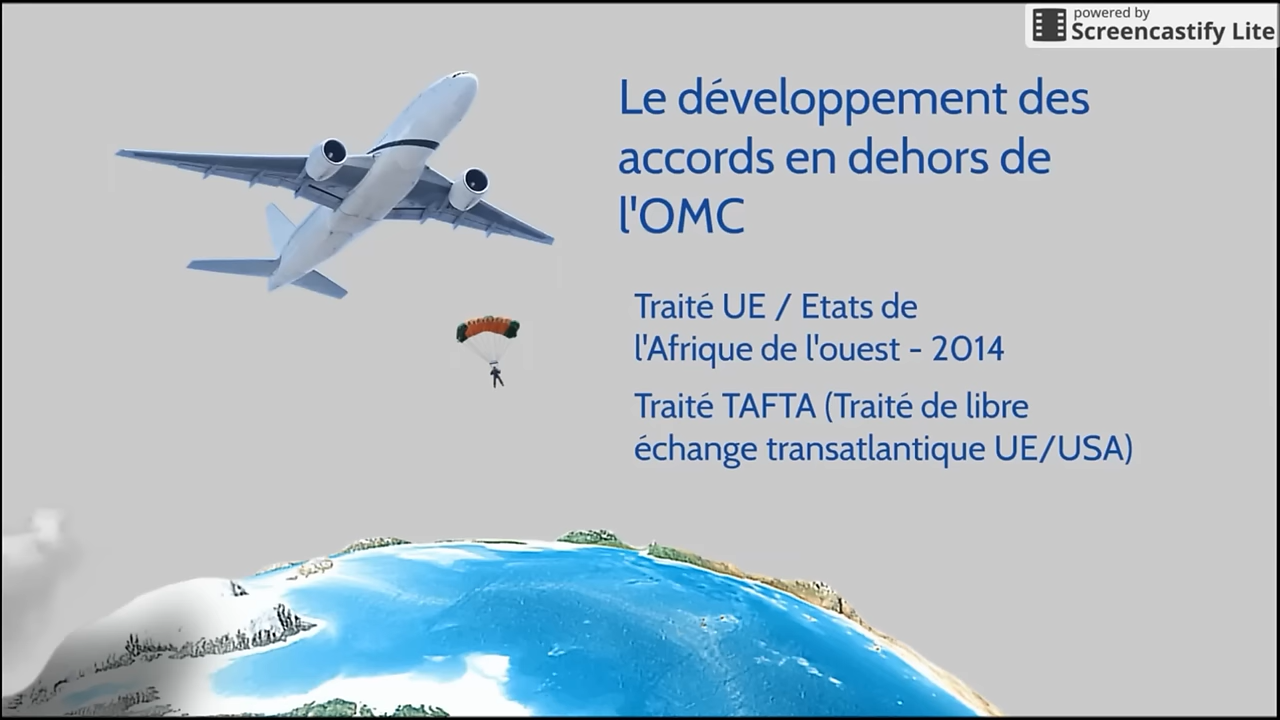 powered by
Screencastify Lite
Le développement des
accords en dehors de
l'OMC
Traité UE / Etats de
l'Afrique de l'ouest - 2014
Traité TAFTA (Traité de libre
échange transatlantique UE/USA)